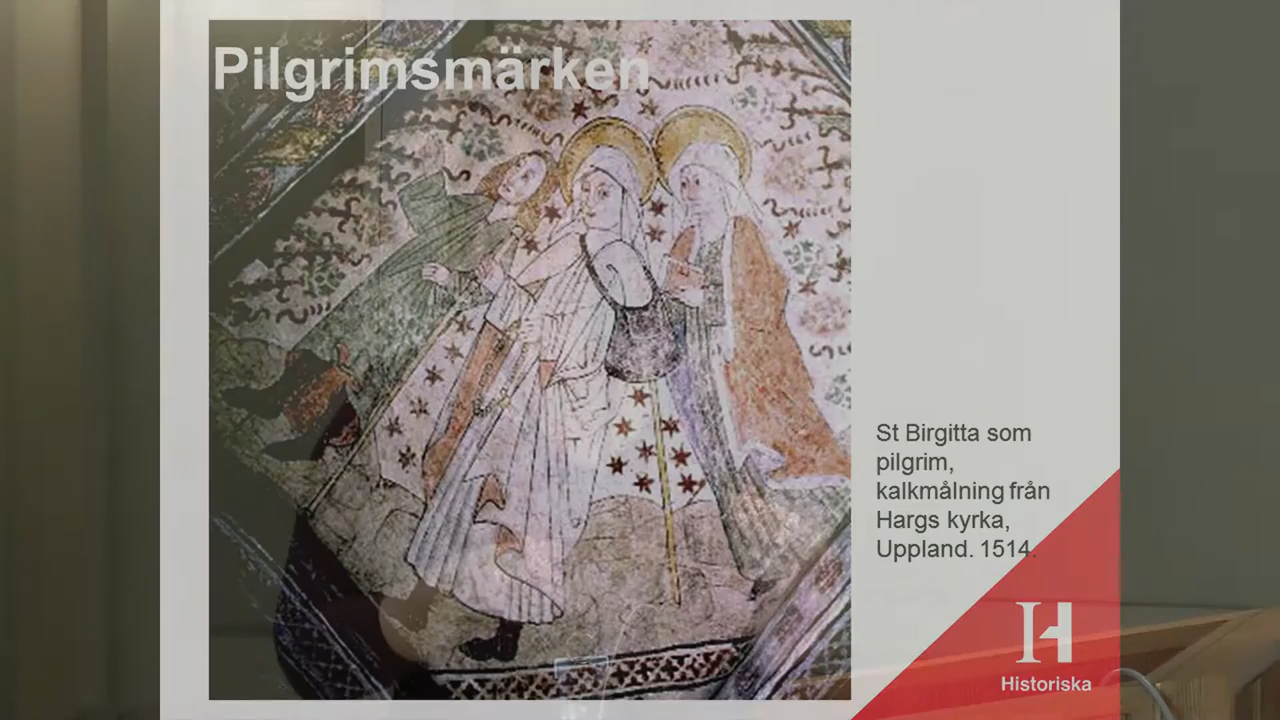 Pilgrimsmärken
St Birgitta som
pilgrim,
kalkmålning från
Hargs kyrka,
Uppland. 1514.
H
Historiska